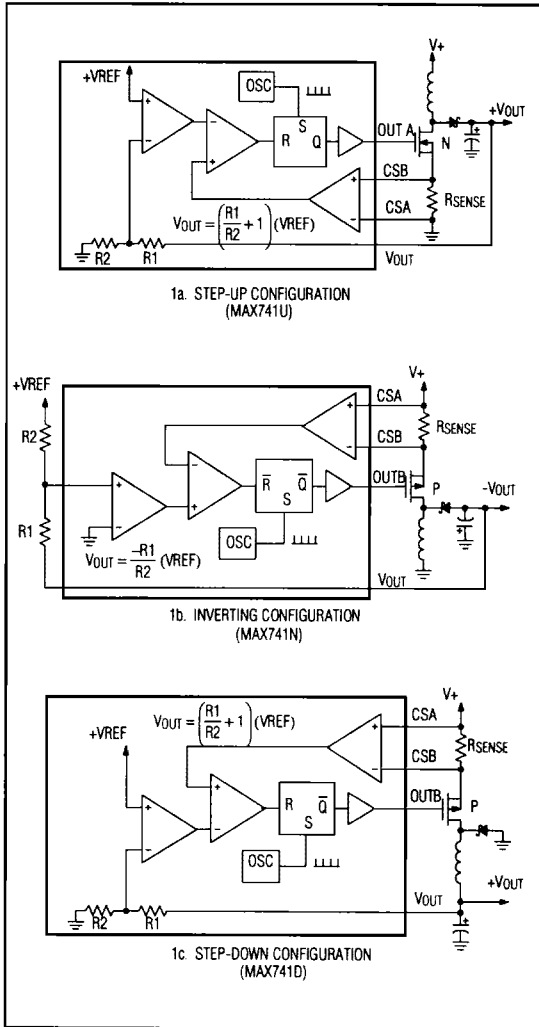 V+
+VREF
OSC
+VOUT
S
R Q
OUT A
N
CSB
RSENSE
CSA
VOUT = (R1/R2 + 1) (VREF)
VOUT
R2 R1
1a. STEP-UP CONFIGURATION
(MAX741U)
+VREF
V+
CSA
R2
RSENSE
CSB
R̅ Q̅
OUTB
P
S
-VOUT
R1
OSC
VOUT = -R1/R2 (VREF)
VOUT
1b. INVERTING CONFIGURATION
(MAX741N)
V+
VOUT = (R1/R2 + 1) (VREF)
CSA
+VREF
RSENSE
CSB
R Q̅
OUTB
P
S
OSC
VOUT
+VOUT
R2 R1
1c. STEP-DOWN CONFIGURATION
(MAX741D)